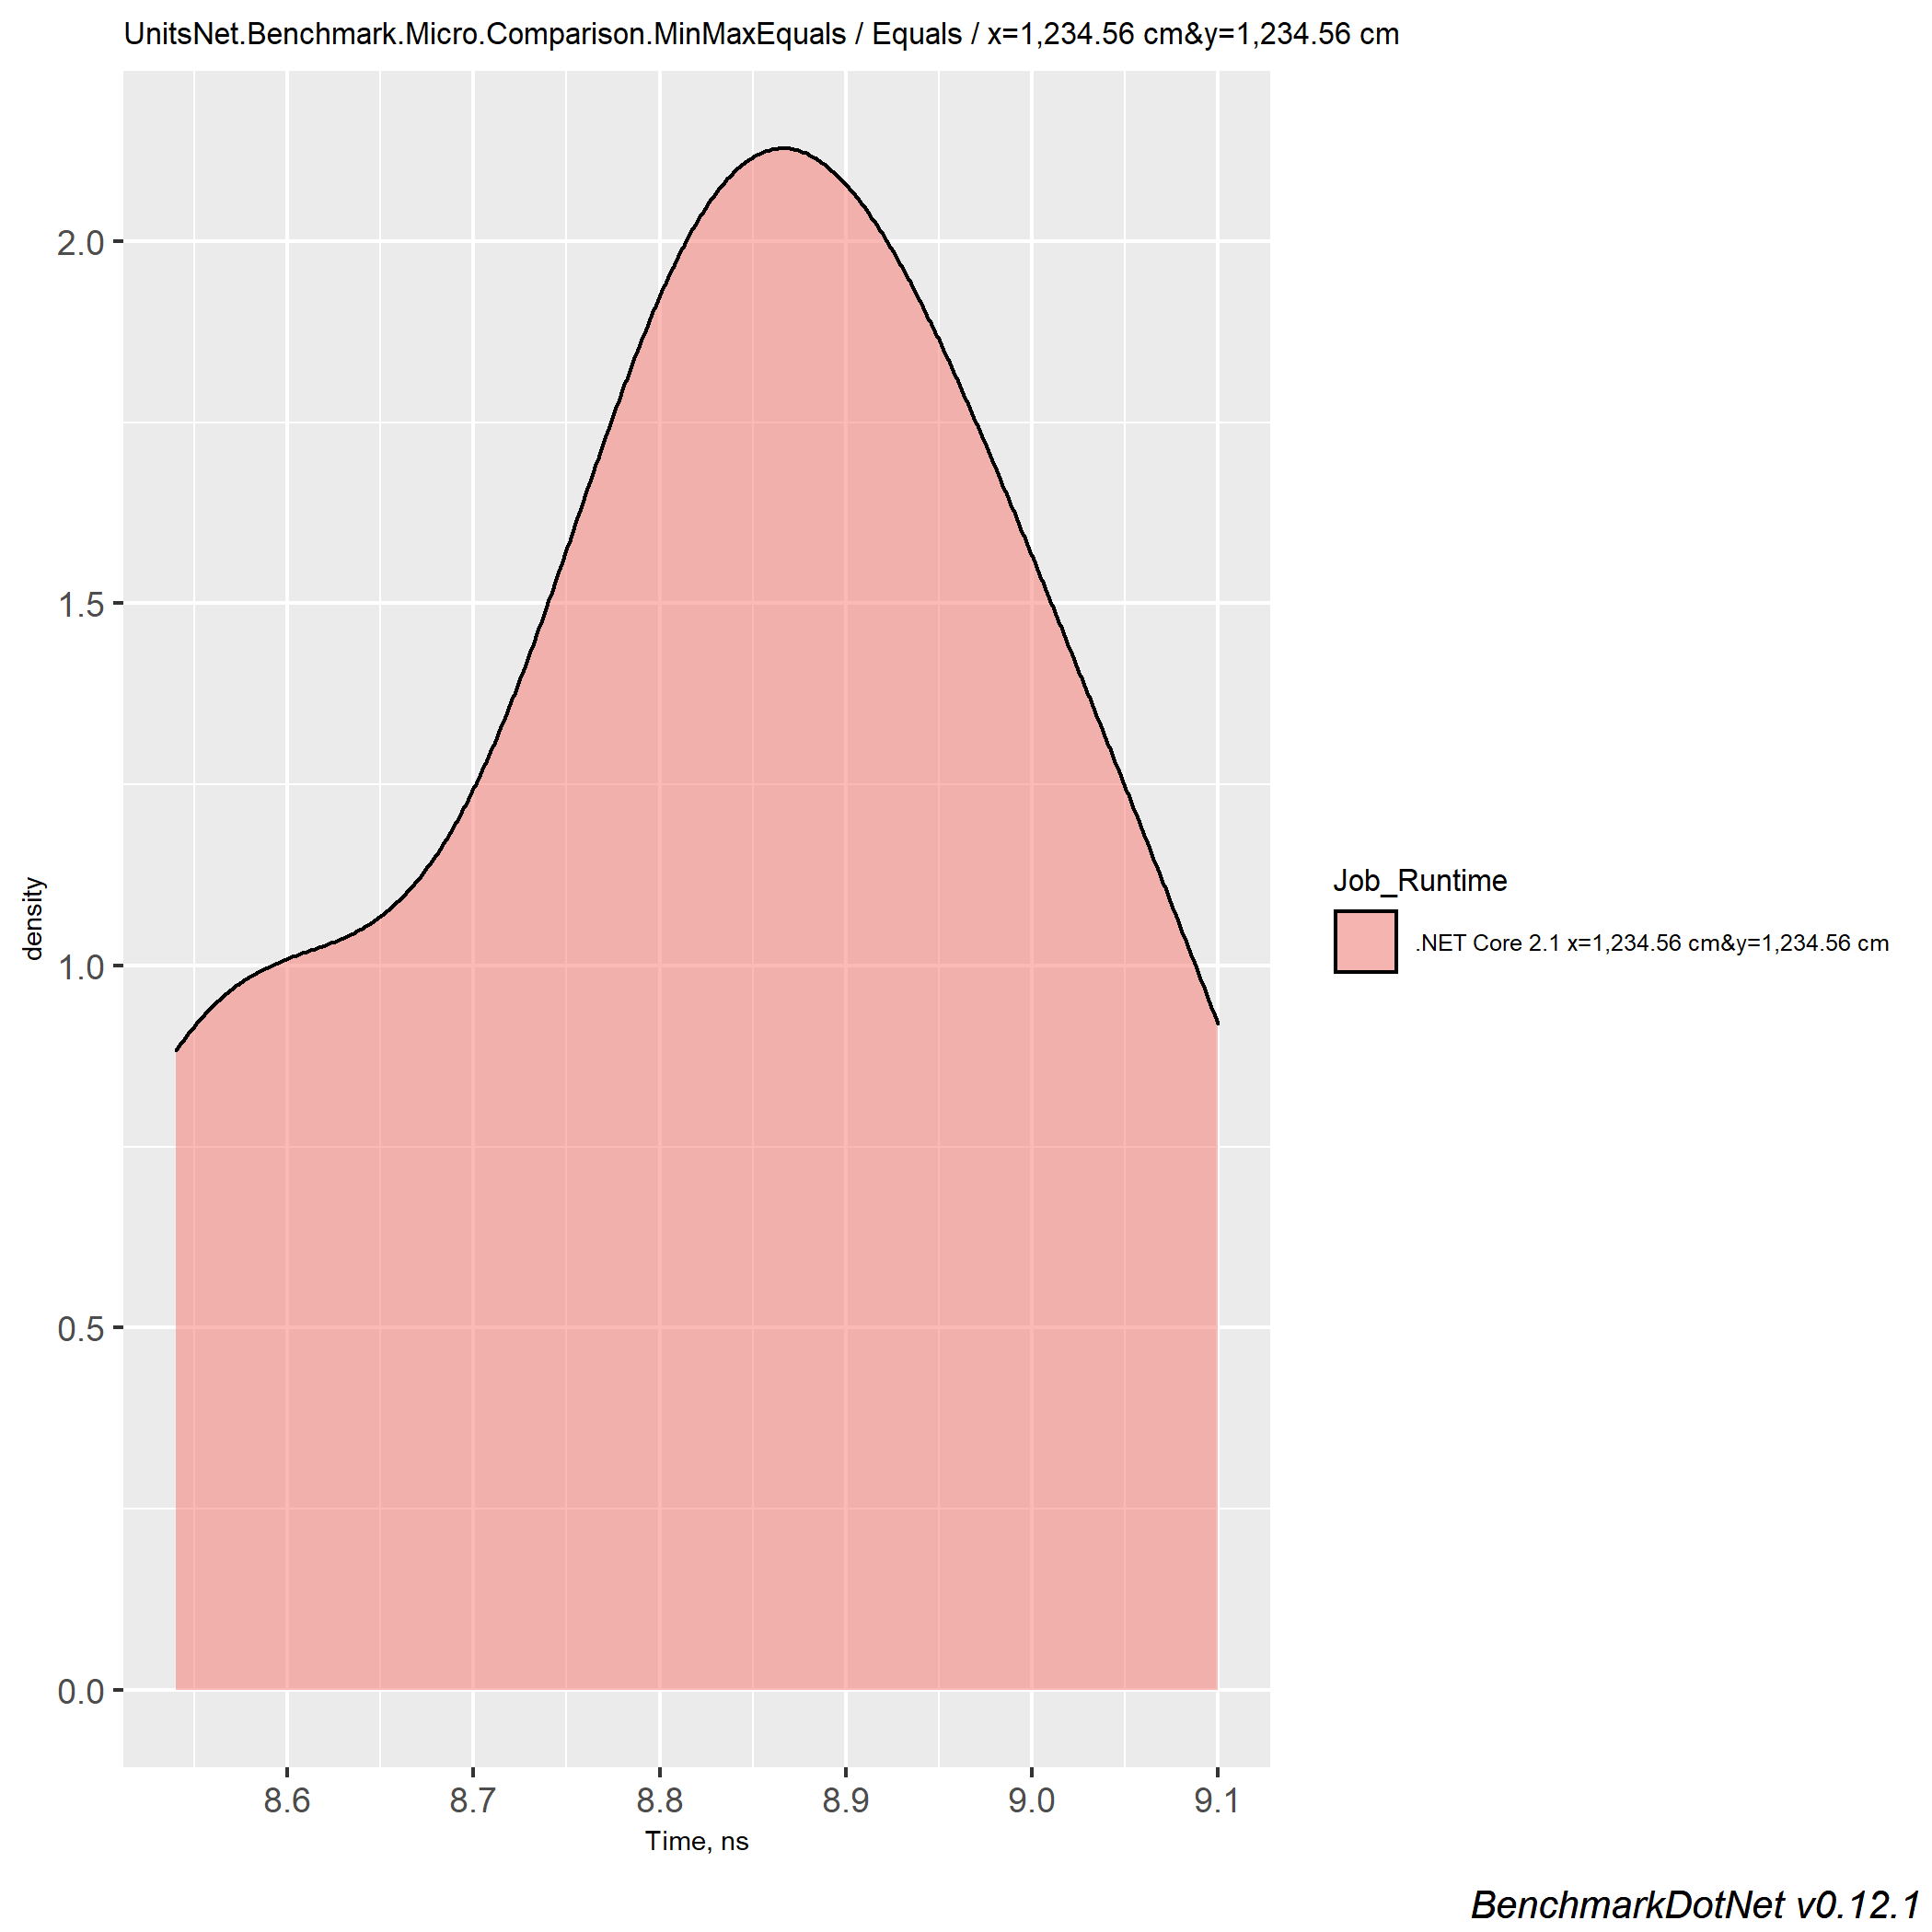 UnitsNet.Benchmark.Micro.Comparison.MinMaxEquals / Equals / x=1,234.56 cm&y=1,234.56 cm
2.0
1.5
1.0
0.5
0.0
density
8.6 8.7 8.8 8.9 9.0 9.1
Time, ns
Job_Runtime
.NET Core 2.1 x=1,234.56 cm&y=1,234.56 cm
BenchmarkDotNet v0.12.1